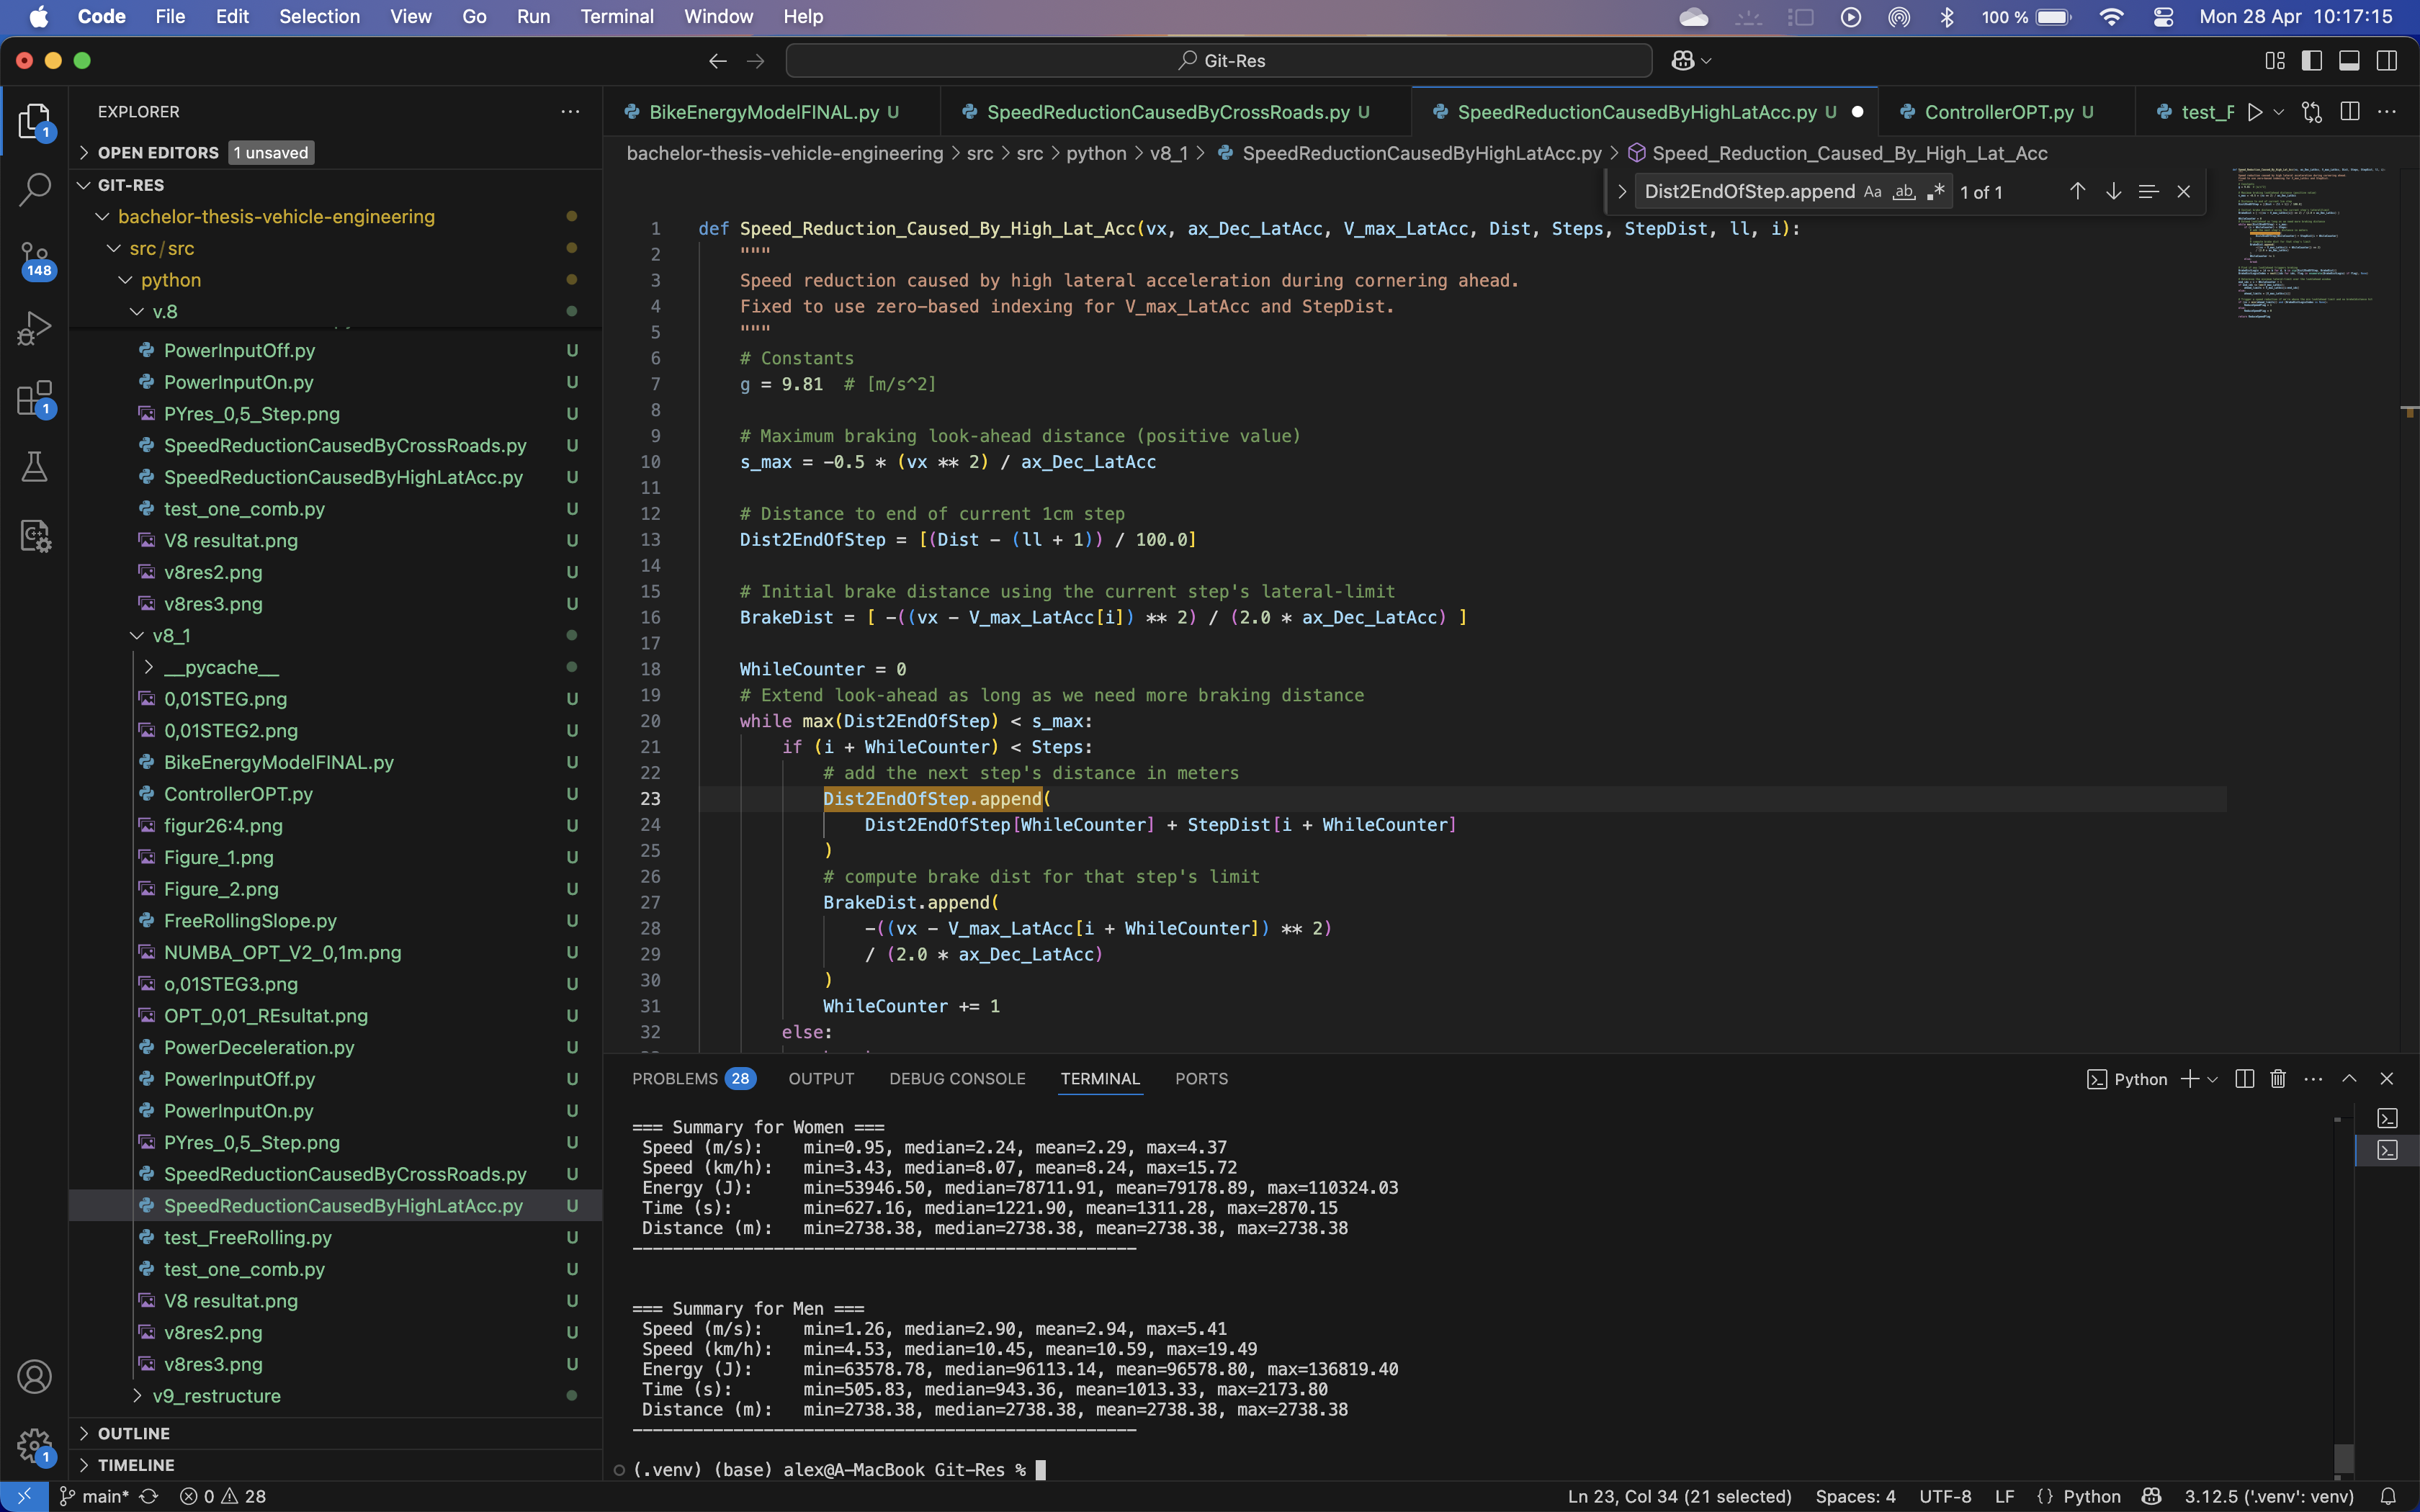 Code File Edit Selection View Go Run Terminal Window Help
100 % Mon 28 Apr 10:17:15
Git-Res
EXPLORER
OPEN EDITORS 1 unsaved
GIT-RES
bachelor-thesis-vehicle-engineering
src/src
python
v.8
PowerInputOff.py U
PowerInputOn.py U
PYres_0,5_Step.png U
SpeedReductionCausedByCrossRoads.py U
SpeedReductionCausedByHighLatAcc.py U
test_one_comb.py U
V8 resultat.png U
v8res2.png U
v8res3.png U
v8_1
__pycache__
0,01STEG.png U
0,01STEG2.png U
BikeEnergyModelFINAL.py U
ControllerOPT.py U
figur26:4.png U
Figure_1.png U
Figure_2.png U
FreeRollingSlope.py U
NUMBA_OPT_V2_0,1m.png U
o,01STEG3.png U
OPT_0,01_REsultat.png U
PowerDeceleration.py U
PowerInputOff.py U
PowerInputOn.py U
PYres_0,5_Step.png U
SpeedReductionCausedByCrossRoads.py U
SpeedReductionCausedByHighLatAcc.py U
test_FreeRolling.py U
test_one_comb.py U
V8 resultat.png U
v8res2.png U
v8res3.png U
v9_restructure
OUTLINE
TIMELINE
1
148
1
1
BikeEnergyModelFINAL.py U SpeedReductionCausedByCrossRoads.py U SpeedReductionCausedByHighLatAcc.py U ControllerOPT.py U test_F
bachelor-thesis-vehicle-engineering > src > src > python > v8_1 > SpeedReductionCausedByHighLatAcc.py > Speed_Reduction_Caused_By_High_Lat_Acc
Dist2EndOfStep.append Aa ab .* 1 of 1
1 def Speed_Reduction_Caused_By_High_Lat_Acc(vx, ax_Dec_LatAcc, V_max_LatAcc, Dist, Steps, StepDist, ll, i):
2 """
3 Speed reduction caused by high lateral acceleration during cornering ahead.
4 Fixed to use zero-based indexing for V_max_LatAcc and StepDist.
5 """
6 # Constants
7 g = 9.81  # [m/s^2]
8
9 # Maximum braking look-ahead distance (positive value)
10 s_max = -0.5 * (vx ** 2) / ax_Dec_LatAcc
11
12 # Distance to end of current 1cm step
13 Dist2EndOfStep = [(Dist - (ll + 1)) / 100.0]
14
15 # Initial brake distance using the current step's lateral-limit
16 BrakeDist = [ -((vx - V_max_LatAcc[i]) ** 2) / (2.0 * ax_Dec_LatAcc) ]
17
18 WhileCounter = 0
19 # Extend look-ahead as long as we need more braking distance
20 while max(Dist2EndOfStep) < s_max:
21 if (i + WhileCounter) < Steps:
22 # add the next step's distance in meters
23 Dist2EndOfStep.append(
24 Dist2EndOfStep[WhileCounter] + StepDist[i + WhileCounter]
25 )
26 # compute brake dist for that step's limit
27 BrakeDist.append(
28 -((vx - V_max_LatAcc[i + WhileCounter]) ** 2)
29 / (2.0 * ax_Dec_LatAcc)
30 )
31 WhileCounter += 1
32 else:
PROBLEMS 28 OUTPUT DEBUG CONSOLE TERMINAL PORTS
Python
=== Summary for Women ===
Speed (m/s): min=0.95, median=2.24, mean=2.29, max=4.37
Speed (km/h): min=3.43, median=8.07, mean=8.24, max=15.72
Energy (J): min=53946.50, median=78711.91, mean=79178.89, max=110324.03
Time (s): min=627.16, median=1221.90, mean=1311.28, max=2870.15
Distance (m): min=2738.38, median=2738.38, mean=2738.38, max=2738.38
--------------------------------------------------
=== Summary for Men ===
Speed (m/s): min=1.26, median=2.90, mean=2.94, max=5.41
Speed (km/h): min=4.53, median=10.45, mean=10.59, max=19.49
Energy (J): min=63578.78, median=96113.14, mean=96578.80, max=136819.40
Time (s): min=505.83, median=943.36, mean=1013.33, max=2173.80
Distance (m): min=2738.38, median=2738.38, mean=2738.38, max=2738.38
--------------------------------------------------
(.venv) (base) alex@A-MacBook Git-Res %
main* 0 28
Ln 23, Col 34 (21 selected) Spaces: 4 UTF-8 LF {} Python 3.12.5 ('.venv': venv)